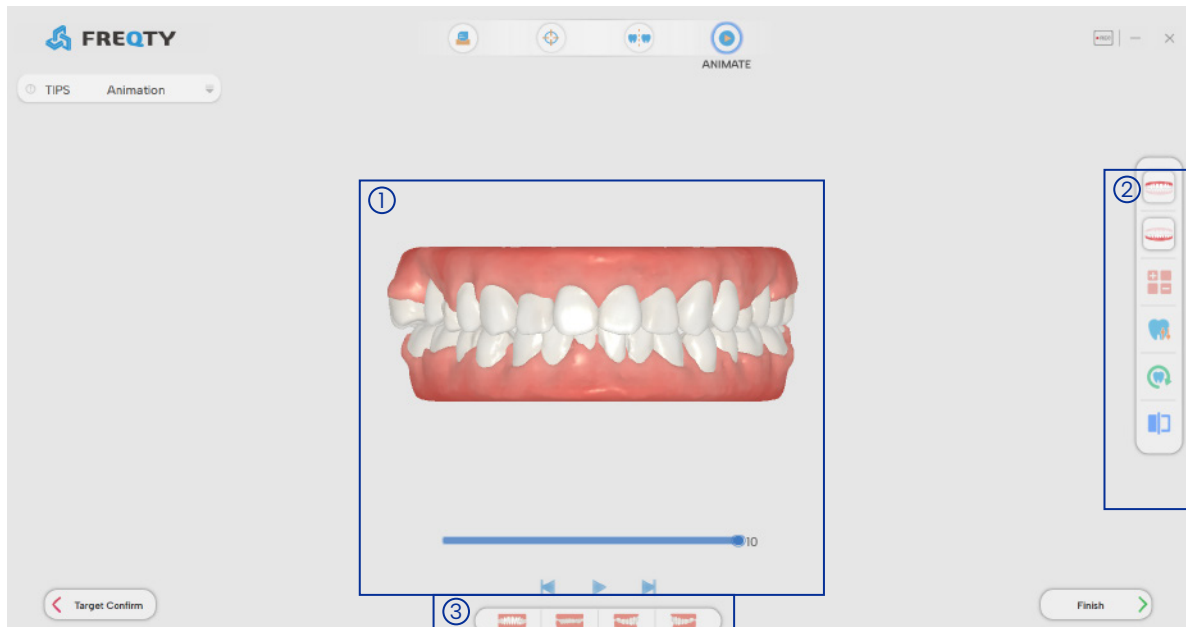 FREQTY
ANIMATE
TIPS Animation
①
②
10
③
Target Confirm
Finish